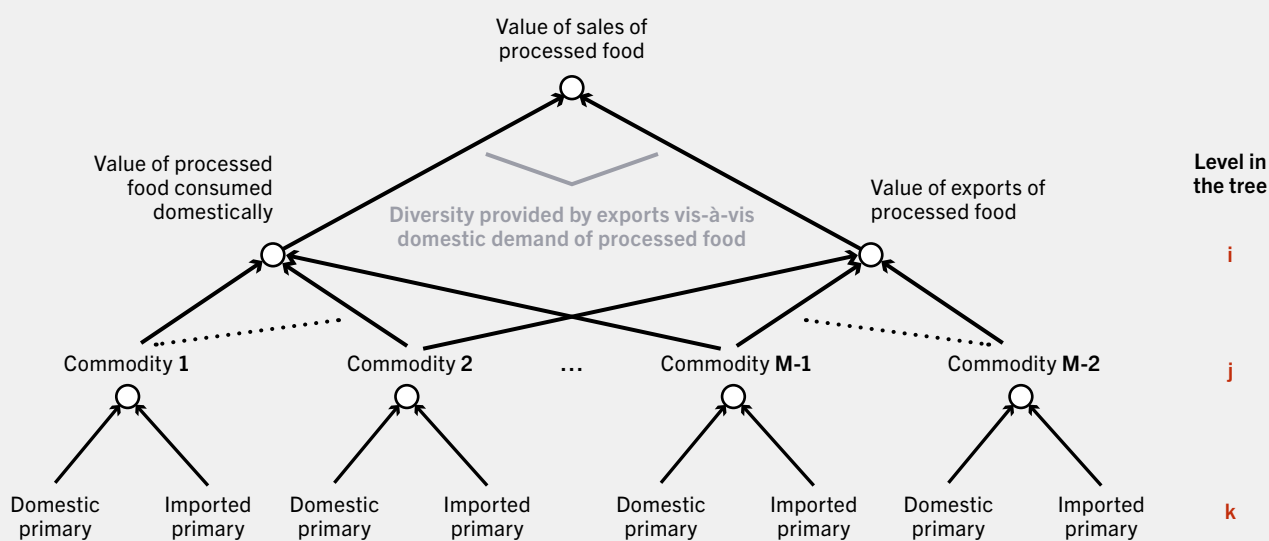 Value of sales of
processed food
Value of processed
food consumed
domestically
Value of exports of
processed food
Level in
the tree
Diversity provided by exports vis-à-vis
domestic demand of processed food
i
Commodity 1
Commodity 2
...
Commodity M-1
Commodity M-2
j
Domestic
primary
Imported
primary
Domestic
primary
Imported
primary
Domestic
primary
Imported
primary
Domestic
primary
Imported
primary
k